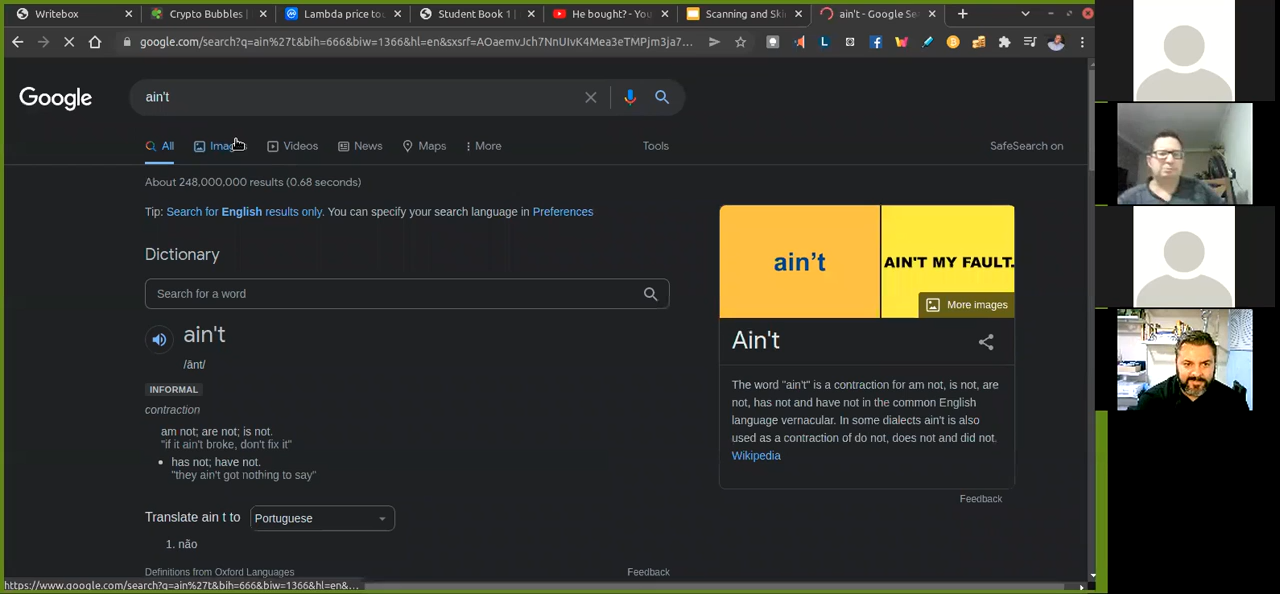 Writebox
Crypto Bubbles
Lambda price to
Student Book 1
He bought? - You
Scanning and Ski
ain't - Google Se
google.com/search?q=ain%27t&bih=666&biw=1366&hl=en&sxsrf=AOaemvJch7NnUIvK4Mea3eTMPjm3ja7...
Google
ain't
All
Images
Videos
News
Maps
More
Tools
SafeSearch on
About 248,000,000 results (0.68 seconds)
Tip: Search for English results only. You can specify your search language in Preferences
Dictionary
Search for a word
ain't
/ānt/
INFORMAL
contraction
am not; are not; is not.
"if it ain't broke, don't fix it"
has not; have not.
"they ain't got nothing to say"
Translate ain t to
Portuguese
1. não
Definitions from Oxford Languages
Feedback
ain't
AIN'T MY FAULT.
More images
Ain't
The word "ain't" is a contraction for am not, is not, are
not, has not and have not in the common English
language vernacular. In some dialects ain't is also
used as a contraction of do not, does not and did not.
Wikipedia
Feedback
https://www.google.com/search?q=ain%27t&bih=666&biw=1366&hl=en&...